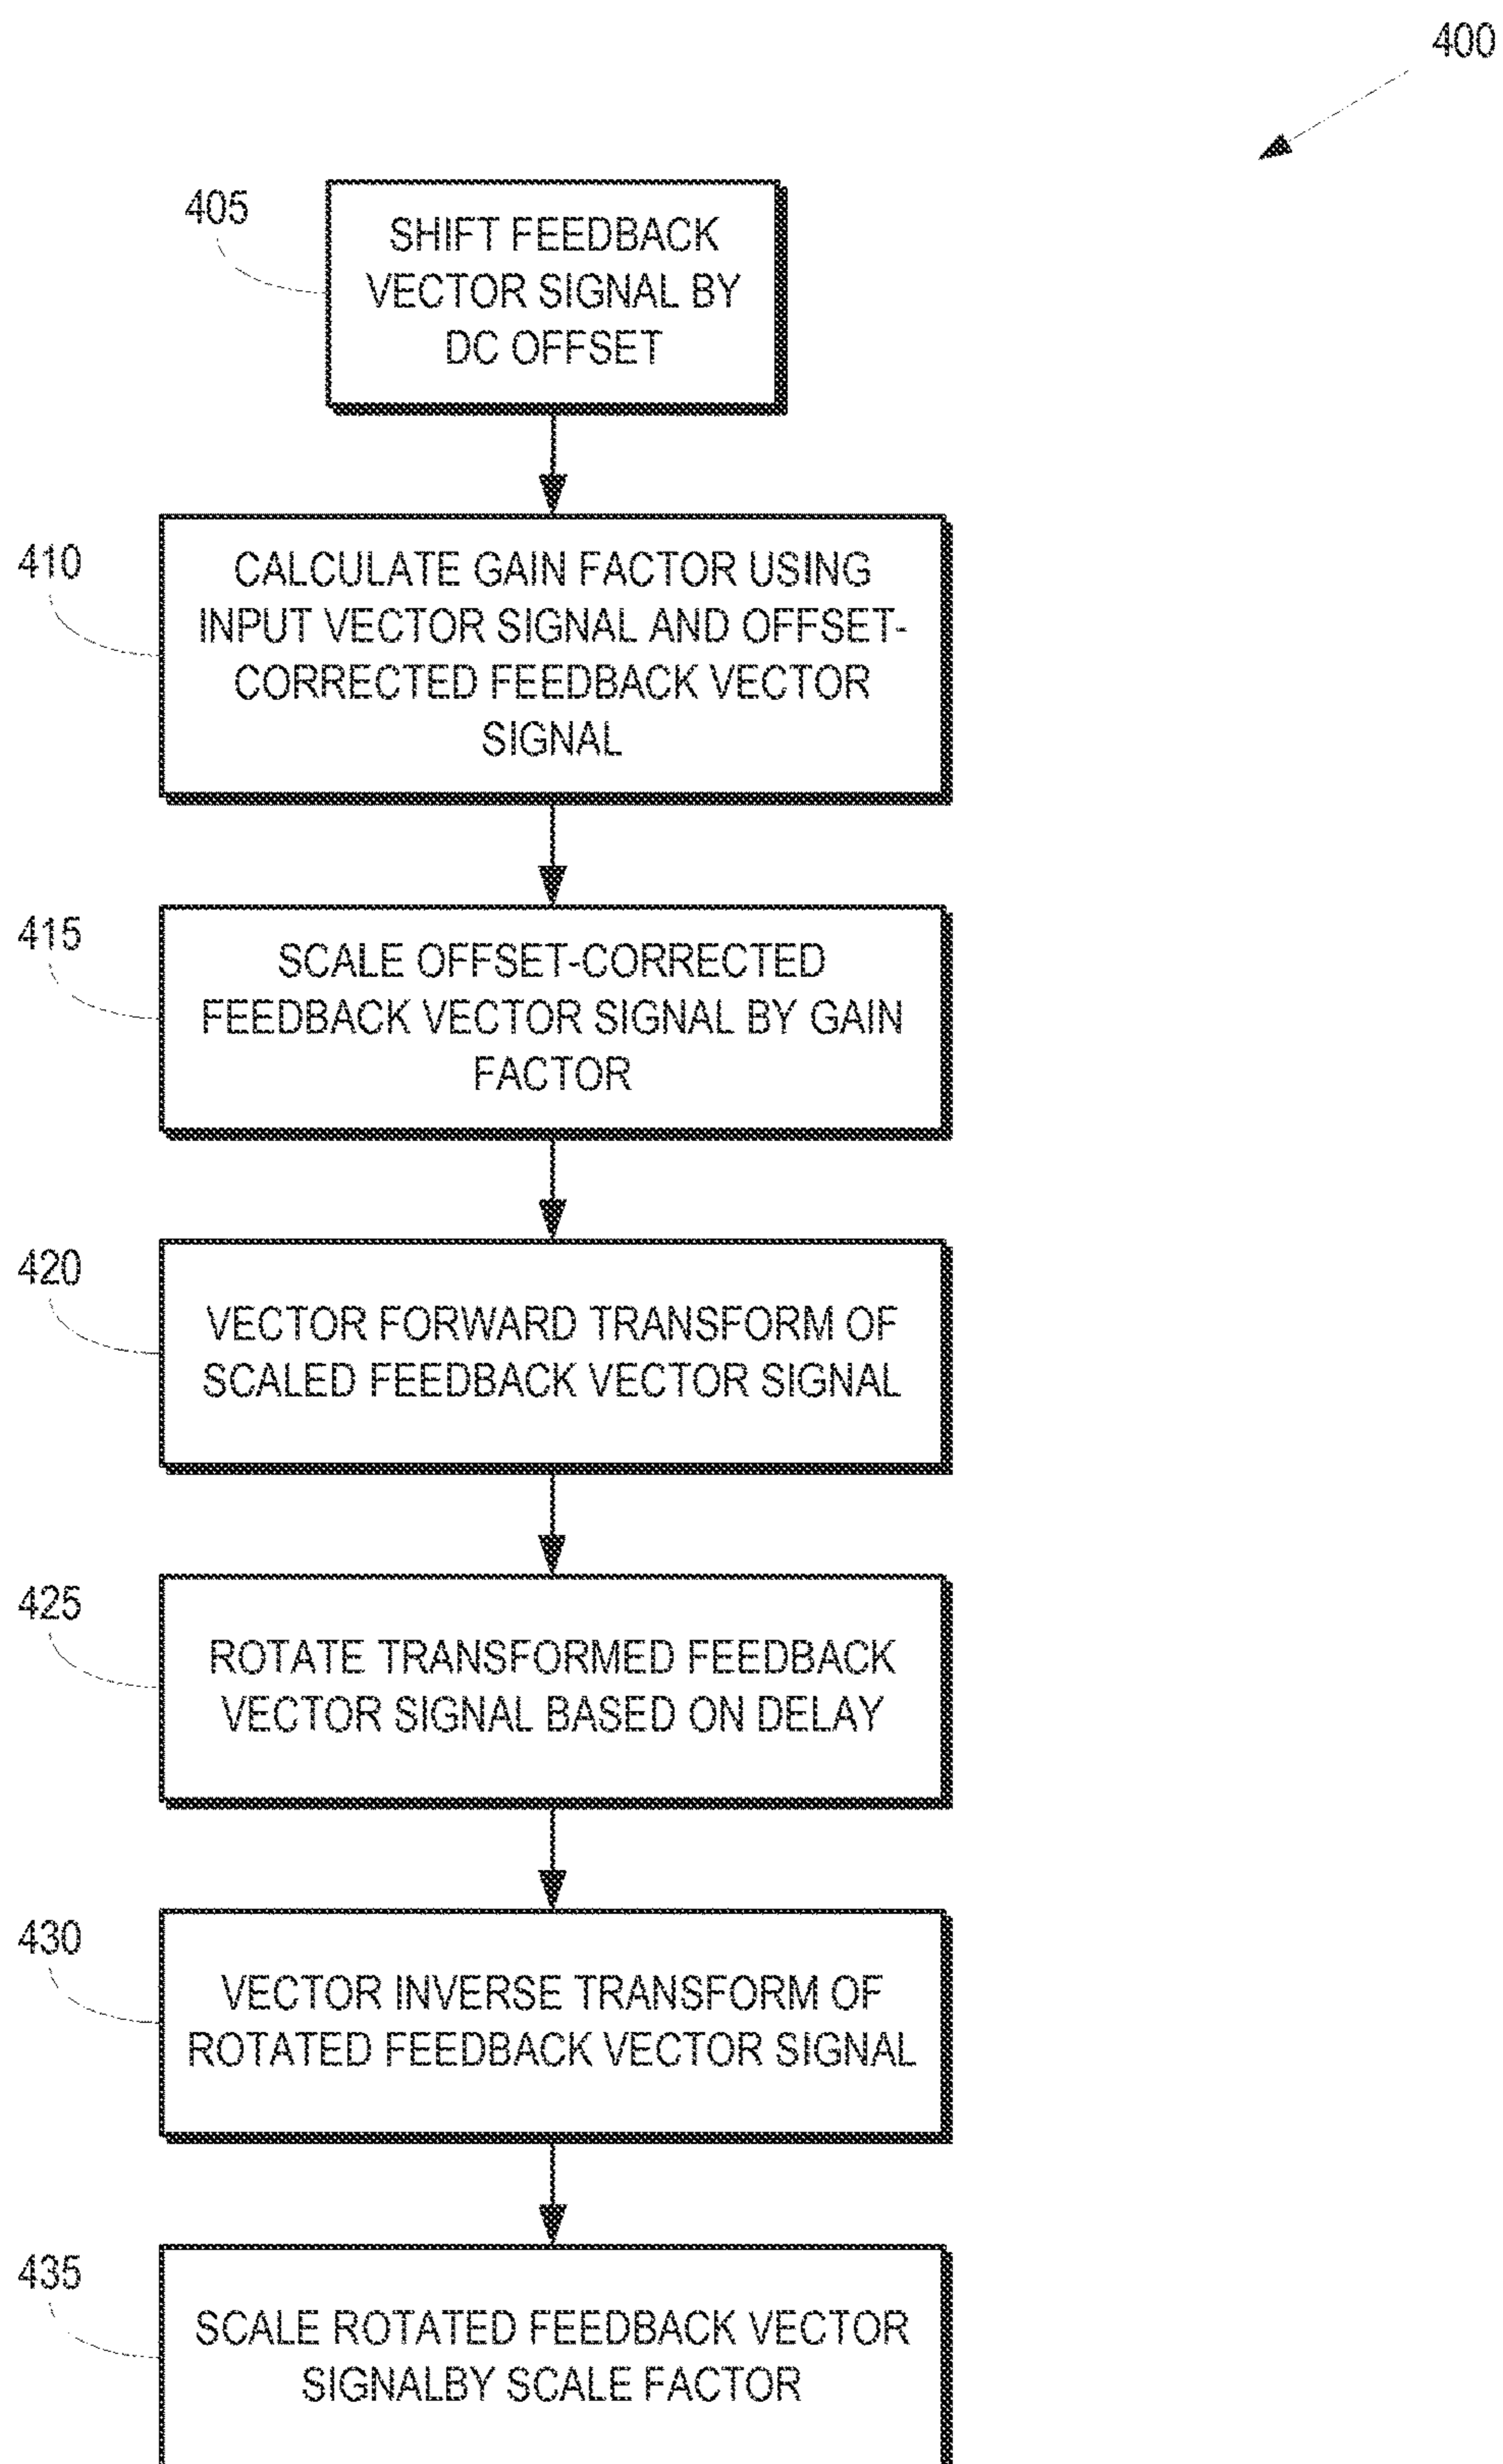 400
405
SHIFT FEEDBACK
VECTOR SIGNAL BY
DC OFFSET
410
CALCULATE GAIN FACTOR USING
INPUT VECTOR SIGNAL AND OFFSET-
CORRECTED FEEDBACK VECTOR
SIGNAL
415
SCALE OFFSET-CORRECTED
FEEDBACK VECTOR SIGNAL BY GAIN
FACTOR
420
VECTOR FORWARD TRANSFORM OF
SCALED FEEDBACK VECTOR SIGNAL
425
ROTATE TRANSFORMED FEEDBACK
VECTOR SIGNAL BASED ON DELAY
430
VECTOR INVERSE TRANSFORM OF
ROTATED FEEDBACK VECTOR SIGNAL
435
SCALE ROTATED FEEDBACK VECTOR
SIGNALBY SCALE FACTOR